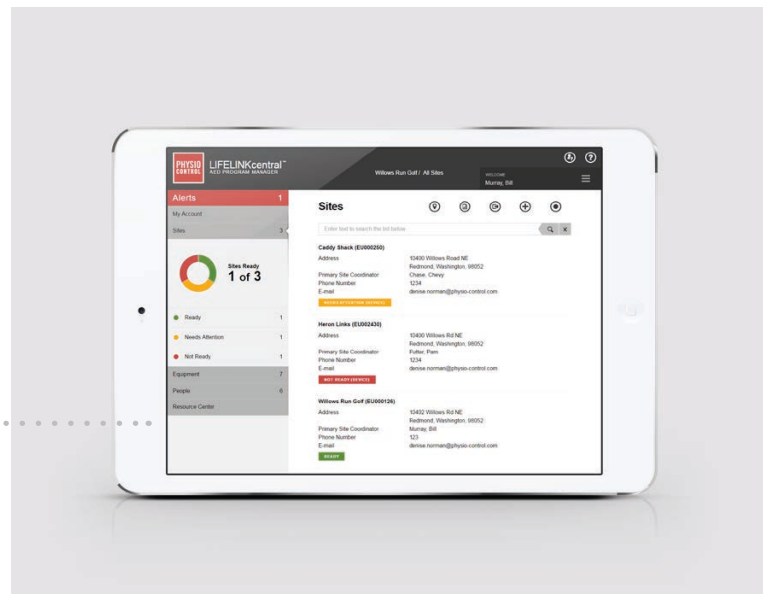 PHYSIO
CONTROL
LIFELINKcentral™
AED PROGRAM MANAGER
Willows Run Golf / All Sites
WELCOME
Murray, Bill
Alerts 1
My Account
Sites 3
Sites Ready
1 of 3
Ready 1
Needs Attention 1
Not Ready 1
Equipment 7
People 6
Resource Center
Sites
Enter text to search the list below
x
Caddy Shack (EU000250)
Address 10400 Willows Road NE
Redmond, Washington, 98052
Primary Site Coordinator Chase, Chevy
Phone Number 1234
E-mail denise.norman@physio-control.com
NEEDS ATTENTION (DEVICE)
Heron Links (EU002430)
Address 10400 Willows Rd NE
Redmond, Washington, 98052
Primary Site Coordinator Putter, Pam
Phone Number 1234
E-mail denise.norman@physio-control.com
NOT READY (DEVICE)
Willows Run Golf (EU000126)
Address 10402 Willows Rd NE
Redmond, Washington, 98052
Primary Site Coordinator Murray, Bill
Phone Number 123
E-mail denise.norman@physio-control.com
READY